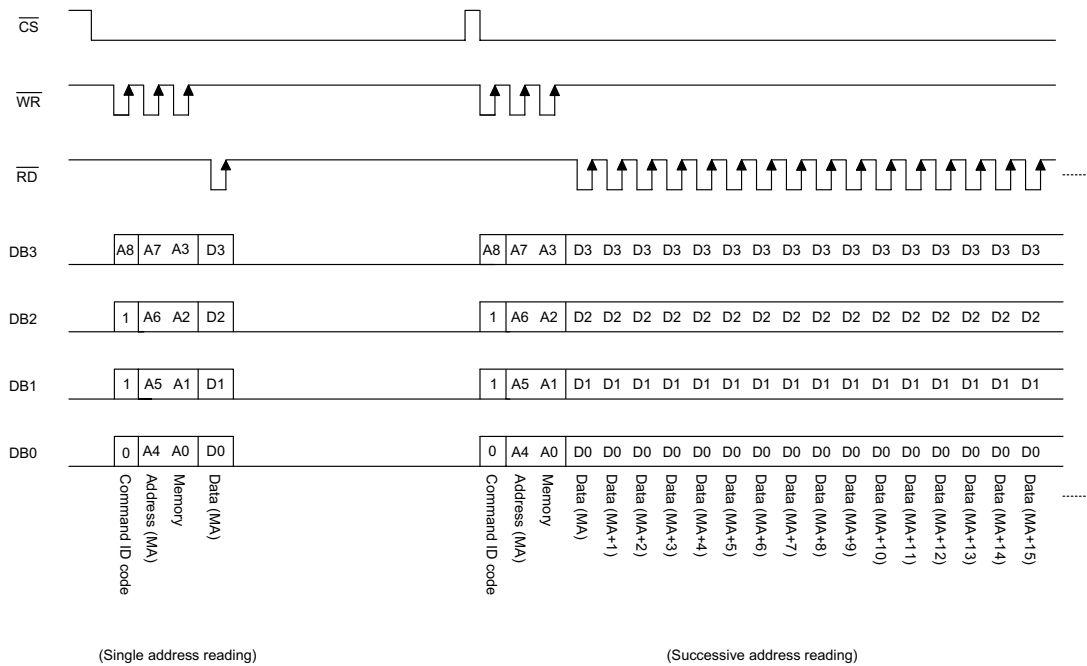 CS
WR
RD
DB3 A8 A7 A3 D3 A8 A7 A3 D3 D3 D3 D3 D3 D3 D3 D3 D3 D3 D3 D3 D3 D3 D3 D3
DB2 1 A6 A2 D2 1 A6 A2 D2 D2 D2 D2 D2 D2 D2 D2 D2 D2 D2 D2 D2 D2 D2 D2
DB1 1 A5 A1 D1 1 A5 A1 D1 D1 D1 D1 D1 D1 D1 D1 D1 D1 D1 D1 D1 D1 D1 D1
DB0 0 A4 A0 D0 0 A4 A0 D0 D0 D0 D0 D0 D0 D0 D0 D0 D0 D0 D0 D0 D0 D0 D0
Command ID code
Address (MA)
Memory
Data (MA)
Command ID code
Address (MA)
Memory
Data (MA)
Data (MA+1)
Data (MA+2)
Data (MA+3)
Data (MA+4)
Data (MA+5)
Data (MA+6)
Data (MA+7)
Data (MA+8)
Data (MA+9)
Data (MA+10)
Data (MA+11)
Data (MA+12)
Data (MA+13)
Data (MA+14)
Data (MA+15)
(Single address reading)
(Successive address reading)